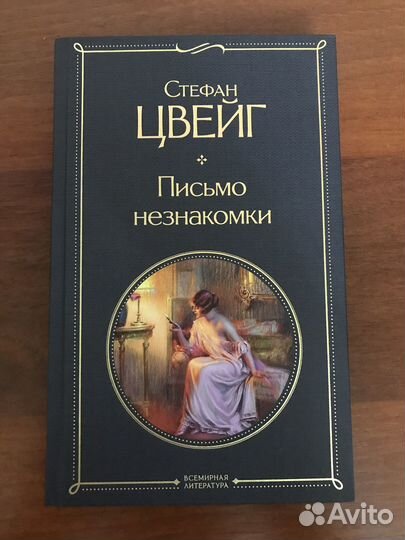 Стефан
ЦВЕЙГ
Письмо
незнакомки
ВСЕМИРНАЯ
ЛИТЕРАТУРА
Avito